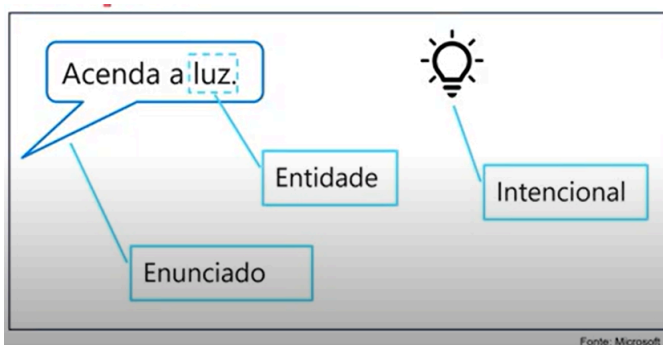 Acenda a luz.
Entidade
Intencional
Enunciado
Fonte: Microsoft